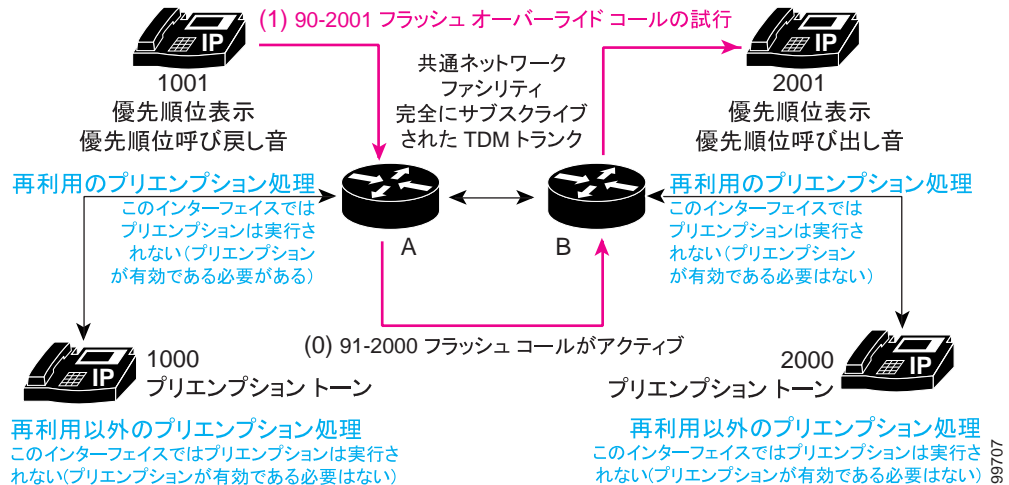 (1) 90-2001 フラッシュ オーバーライド コールの試行
IP
1001
優先順位表示
優先順位呼び戻し音
共通ネットワーク
ファシリティ
完全にサブスクライブ
された TDM トランク
IP
2001
優先順位表示
優先順位呼び出し音
再利用のプリエンプション処理
このインターフェイスでは
プリエンプションは実行さ
れない(プリエンプション
が有効である必要がある)
A
B
再利用のプリエンプション処理
このインターフェイスでは
プリエンプションは実行さ
れない(プリエンプション
が有効である必要はない)
(0) 91-2000 フラッシュ コールがアクティブ
IP
1000
プリエンプション トーン
2000
プリエンプション トーン
IP
再利用以外のプリエンプション処理
このインターフェイスではプリエンプションは実行さ
れない(プリエンプションが有効である必要はない)
再利用以外のプリエンプション処理
このインターフェイスではプリエンプションは実行さ
れない(プリエンプションが有効である必要はない)
99707